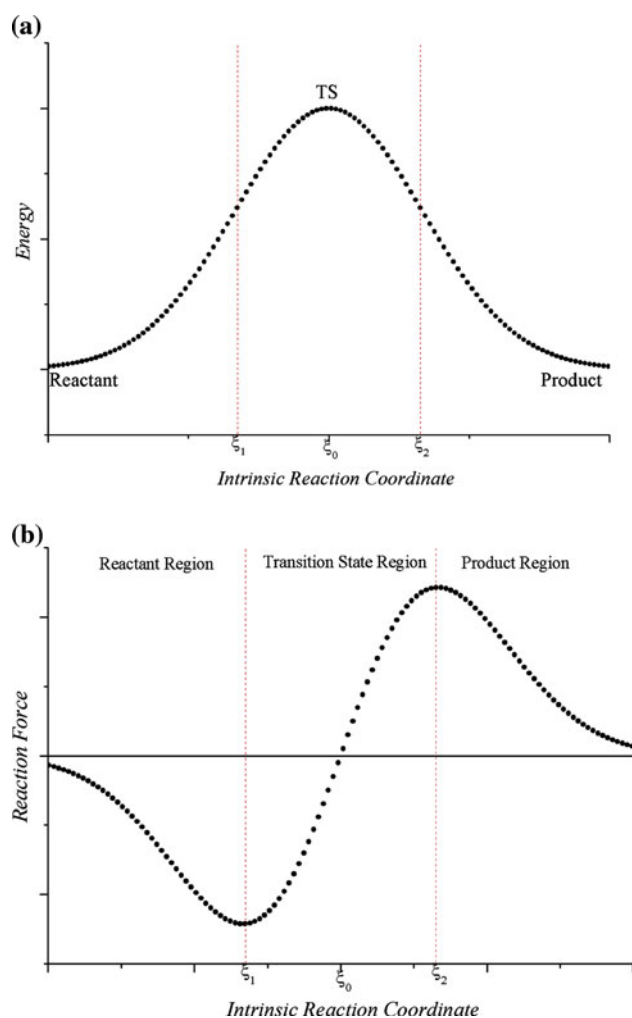 (a)
TS
Energy
Reactant
Product
ξ1 ξ0 ξ2
Intrinsic Reaction Coordinate
(b)
Reactant Region Transition State Region Product Region
Reaction Force
ξ1 ξ0 ξ2
Intrinsic Reaction Coordinate